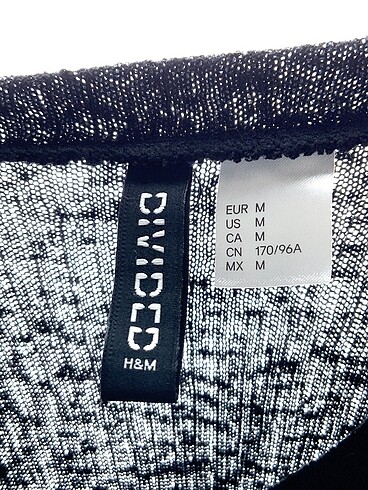 DIVIDED
H&M
EUR M
US M
CA M
CN 170/96A
MX M